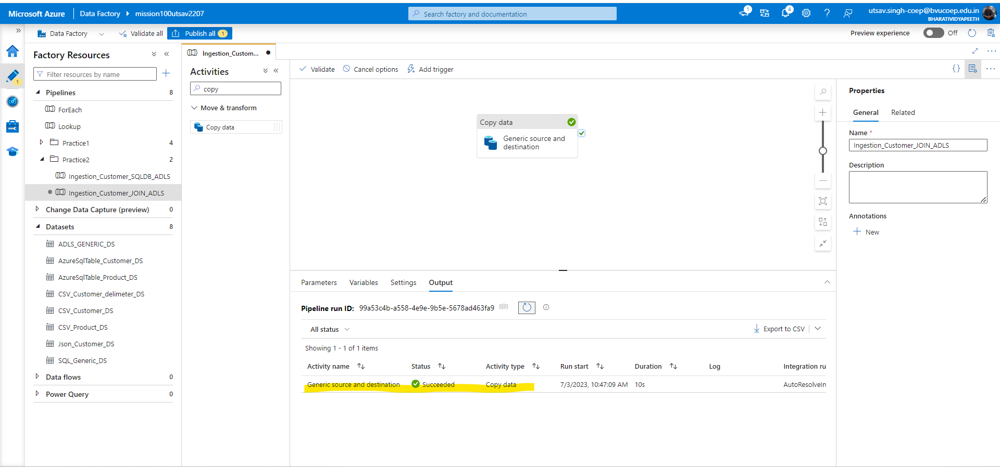 Microsoft Azure Data Factory mission100utsav2207 Search factory and documentation 1 4 utsav.singh-coep@bvucoep.edu.in
BHARATIVIDYAPEETH
Data Factory Validate all Publish all 1 Preview experience Off
1
Factory Resources
Filter resources by name
Pipelines 8
ForEach
Lookup
Practice1 4
Practice2 2
Ingestion_Customer_SQLDB_ADLS
Ingestion_Customer_JOIN_ADLS
Change Data Capture (preview) 0
Datasets 8
ADLS_GENERIC_DS
AzureSqlTable_Customer_DS
AzureSqlTable_Product_DS
CSV_Customer_delimeter_DS
CSV_Customer_DS
CSV_Product_DS
Json_Customer_DS
SQL_Generic_DS
Data flows 0
Power Query 0
Ingestion_Custom...
Activities
copy
Move & transform
Copy data
Validate Cancel options Add trigger
Copy data
Generic source and
destination
Parameters Variables Settings Output
Pipeline run ID: 99a53c4b-a558-4e9e-9b5e-5678ad463fa9
All status Export to CSV
Showing 1 - 1 of 1 items
Activity name Status Activity type Run start Duration Log Integration ru
Generic source and destination Succeeded Copy data 7/3/2023, 10:47:09 AM 10s AutoResolveIn
Properties
General Related
Name *
Ingestion_Customer_JOIN_ADLS
Description
Annotations
New